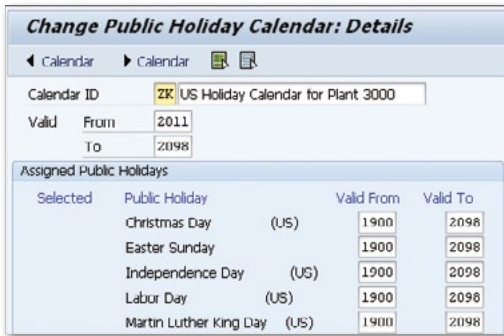 Change Public Holiday Calendar: Details
Calendar Calendar
Calendar ID ZK US Holiday Calendar for Plant 3000
Valid From 2011
To 2098
Assigned Public Holidays
Selected Public Holiday Valid From Valid To
Christmas Day (US) 1900 2098
Easter Sunday 1900 2098
Independence Day (US) 1900 2098
Labor Day (US) 1900 2098
Martin Luther King Day (US) 1900 2098